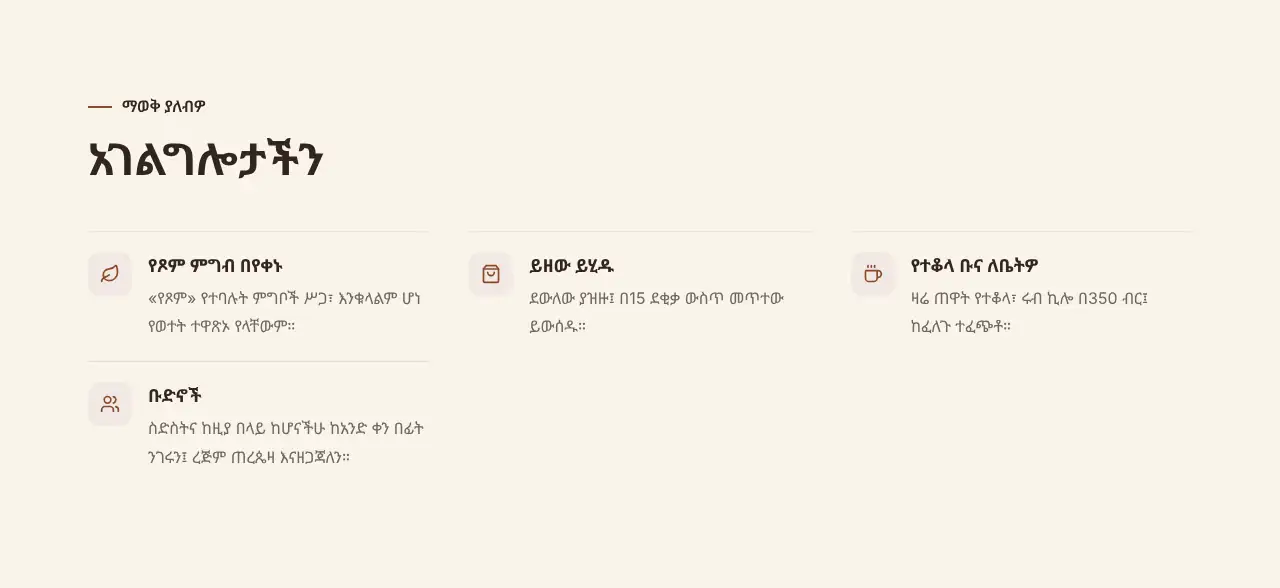 ማወቅ ያለብዎ
አገልግሎታችን
የጾም ምግብ በየቀኑ
«የጾም» የተባሉት ምግቦች ሥጋ፣ እንቁላልም ሆነ
የወተት ተዋጽኦ የላቸውም።
ይዘው ይሂዱ
ደውለው ያዝዙ፤ በ15 ደቂቃ ውስጥ መጥተው
ይውሰዱ።
የተቆላ ቡና ለቤትዎ
ዛሬ ጠዋት የተቆላ፣ ሩብ ኪሎ በ350 ብር፤
ከፈለጉ ተፈጭቶ።
ቡድኖች
ስድስትና ከዚያ በላይ ከሆናችሁ ከአንድ ቀን በፊት
ንገሩን፤ ረጅም ጠረጴዛ እናዘጋጃለን።